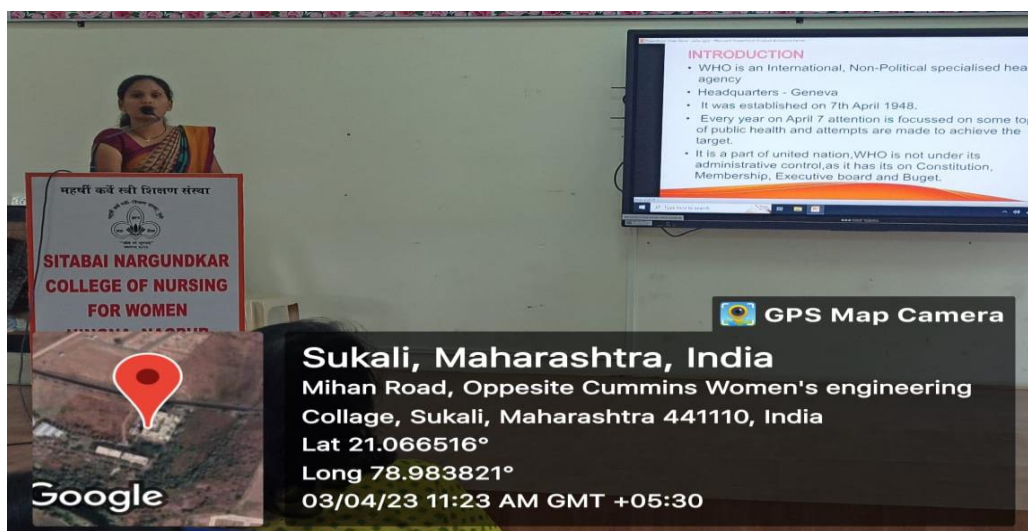 INTRODUCTION
• WHO is an International, Non-Political specialised hea
agency
• Headquarters - Geneva
• It was established on 7th April 1948.
• Every year on April 7 attention is focussed on some to
of public health and attempts are made to achieve the
target.
• It is a part of united nation,WHO is not under its
administrative control,as it has its on Constitution,
Membership, Executive board and Buget.
महर्षी कर्वे स्त्री शिक्षण संस्था
SITABAI NARGUNDKAR
COLLEGE OF NURSING
FOR WOMEN
HINGNA, NAGPUR
GPS Map Camera
Sukali, Maharashtra, India
Mihan Road, Oppesite Cummins Women's engineering
Collage, Sukali, Maharashtra 441110, India
Lat 21.066516°
Long 78.983821°
03/04/23 11:23 AM GMT +05:30
Google